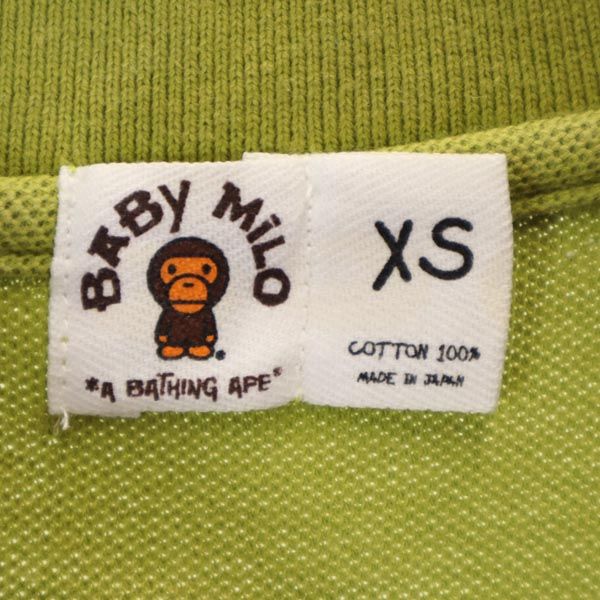 BABY MiLO
*A BATHING APE*
XS
COTTON 100%
MADE IN JAPAN